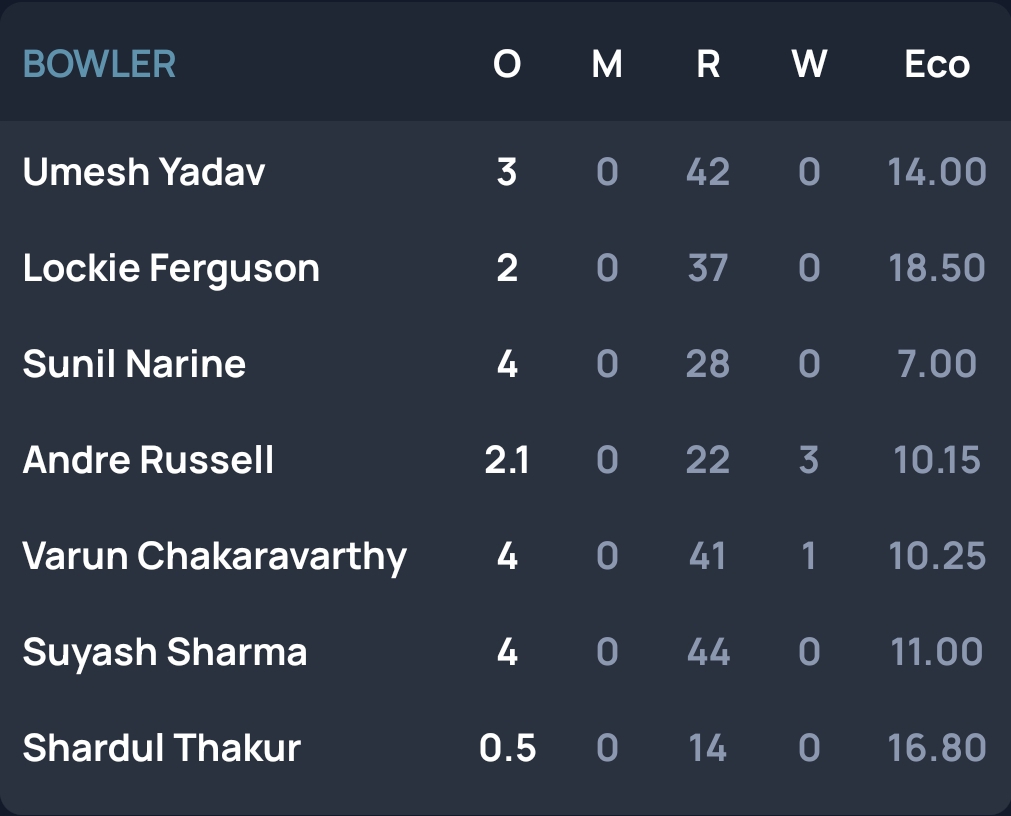 BOWLER O M R W Eco
Umesh Yadav 3 0 42 0 14.00
Lockie Ferguson 2 0 37 0 18.50
Sunil Narine 4 0 28 0 7.00
Andre Russell 2.1 0 22 3 10.15
Varun Chakaravarthy 4 0 41 1 10.25
Suyash Sharma 4 0 44 0 11.00
Shardul Thakur 0.5 0 14 0 16.80